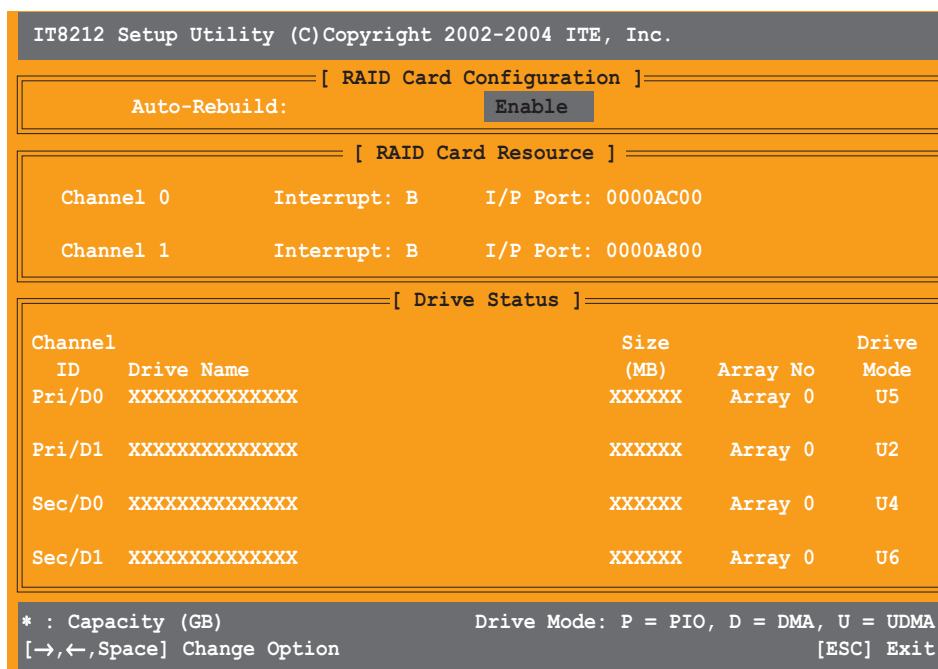 IT8212 Setup Utility (C)Copyright 2002-2004 ITE, Inc.
[ RAID Card Configuration ]
Auto-Rebuild: Enable
[ RAID Card Resource ]
Channel 0 Interrupt: B I/P Port: 0000AC00
Channel 1 Interrupt: B I/P Port: 0000A800
[ Drive Status ]
Channel Size Drive
ID Drive Name (MB) Array No Mode
Pri/D0 XXXXXXXXXXXXXX XXXXXX Array 0 U5
Pri/D1 XXXXXXXXXXXXXX XXXXXX Array 0 U2
Sec/D0 XXXXXXXXXXXXXX XXXXXX Array 0 U4
Sec/D1 XXXXXXXXXXXXXX XXXXXX Array 0 U6
* : Capacity (GB) Drive Mode: P = PIO, D = DMA, U = UDMA
[→,←,Space] Change Option [ESC] Exit